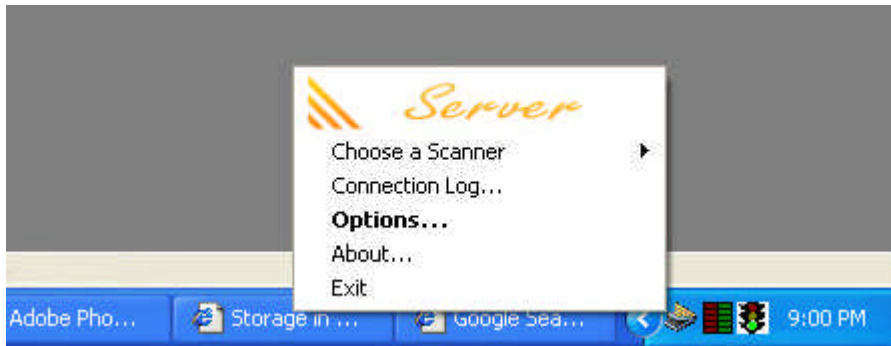 Server
Choose a Scanner
Connection Log...
Options...
About...
Exit
Adobe Pho... Storage in ... Google Sea... 9:00 PM